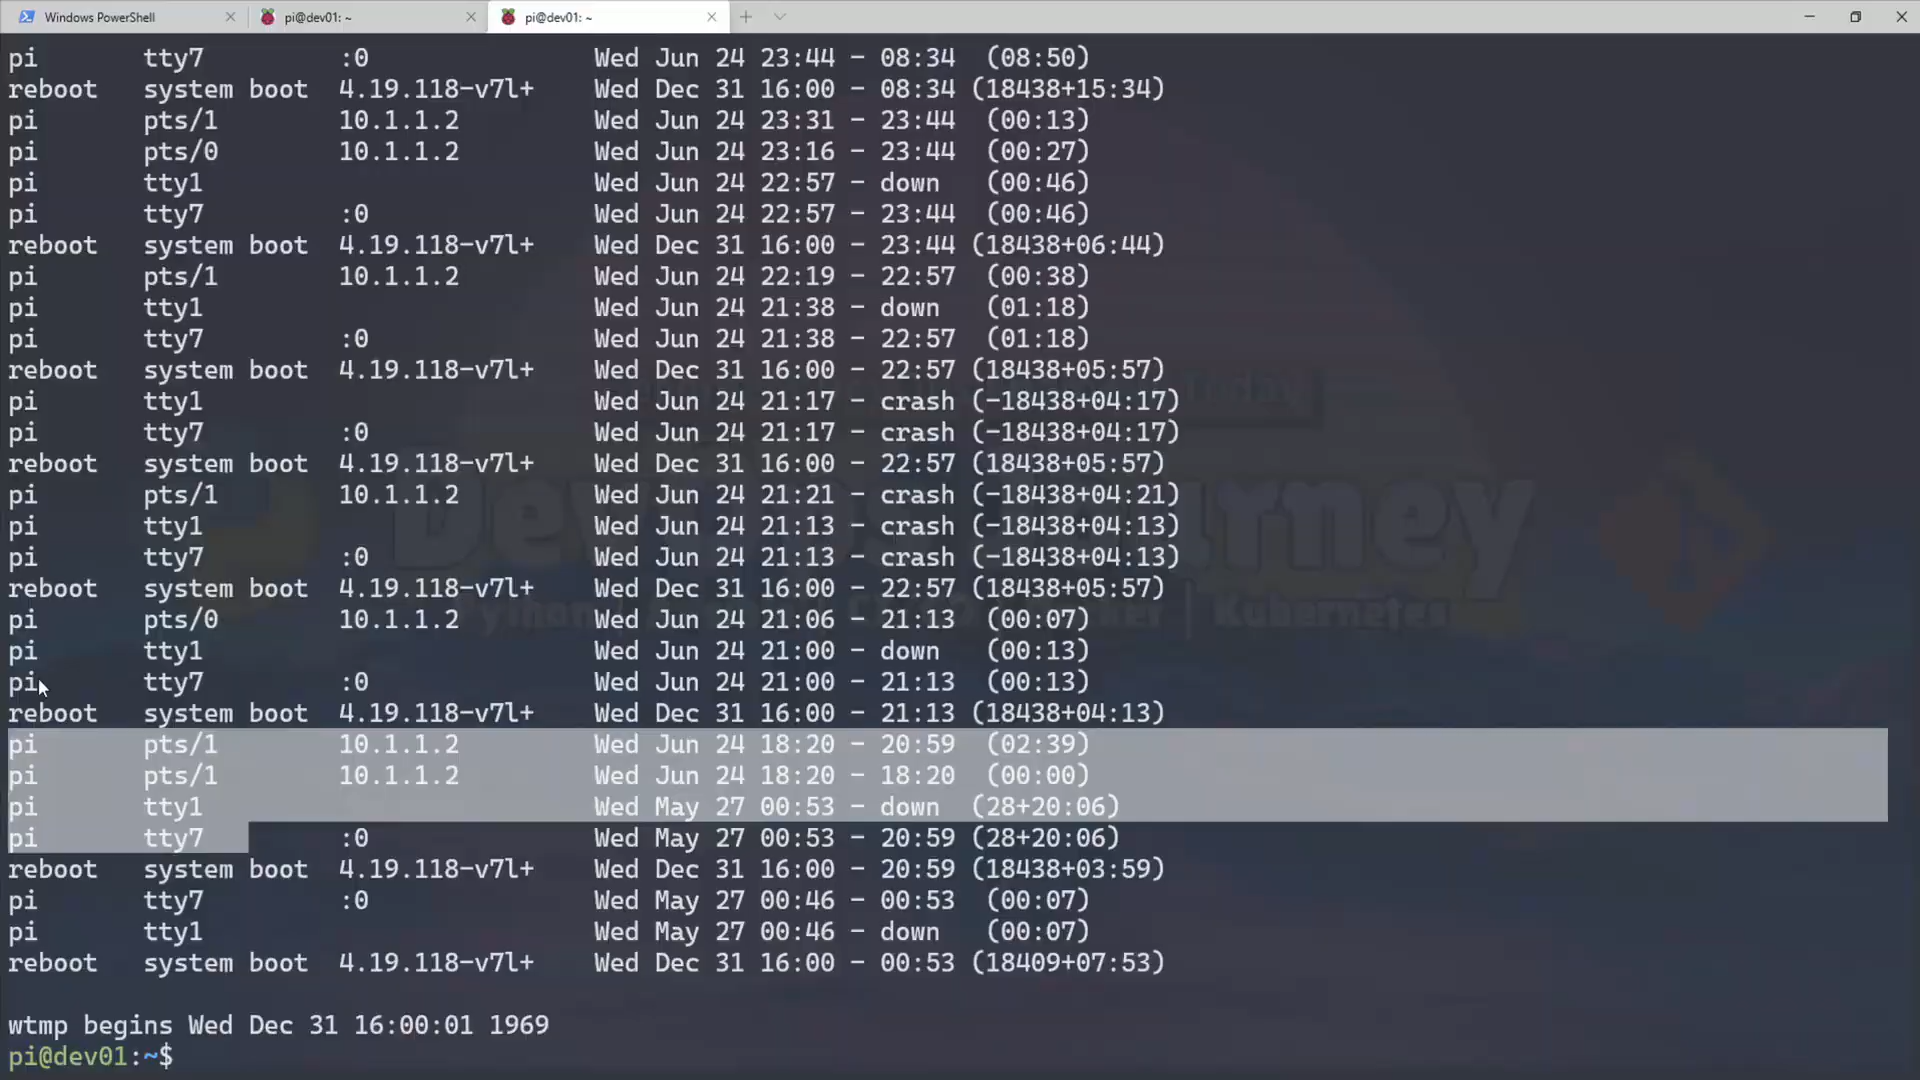 Windows PowerShell
pi@dev01: ~
pi@dev01: ~
pi tty7 :0 Wed Jun 24 23:44 - 08:34 (08:50)
reboot system boot 4.19.118-v7l+ Wed Dec 31 16:00 - 08:34 (18438+15:34)
pi pts/1 10.1.1.2 Wed Jun 24 23:31 - 23:44 (00:13)
pi pts/0 10.1.1.2 Wed Jun 24 23:16 - 23:44 (00:27)
pi tty1 Wed Jun 24 22:57 - down (00:46)
pi tty7 :0 Wed Jun 24 22:57 - 23:44 (00:46)
reboot system boot 4.19.118-v7l+ Wed Dec 31 16:00 - 23:44 (18438+06:44)
pi pts/1 10.1.1.2 Wed Jun 24 22:19 - 22:57 (00:38)
pi tty1 Wed Jun 24 21:38 - down (01:18)
pi tty7 :0 Wed Jun 24 21:38 - 22:57 (01:18)
reboot system boot 4.19.118-v7l+ Wed Dec 31 16:00 - 22:57 (18438+05:57)
pi tty1 Wed Jun 24 21:17 - crash (-18438+04:17)
pi tty7 :0 Wed Jun 24 21:17 - crash (-18438+04:17)
reboot system boot 4.19.118-v7l+ Wed Dec 31 16:00 - 22:57 (18438+05:57)
pi pts/1 10.1.1.2 Wed Jun 24 21:21 - crash (-18438+04:21)
pi tty1 Wed Jun 24 21:13 - crash (-18438+04:13)
pi tty7 :0 Wed Jun 24 21:13 - crash (-18438+04:13)
reboot system boot 4.19.118-v7l+ Wed Dec 31 16:00 - 22:57 (18438+05:57)
pi pts/0 10.1.1.2 Wed Jun 24 21:06 - 21:13 (00:07)
pi tty1 Wed Jun 24 21:00 - down (00:13)
pi tty7 :0 Wed Jun 24 21:00 - 21:13 (00:13)
reboot system boot 4.19.118-v7l+ Wed Dec 31 16:00 - 21:13 (18438+04:13)
pi pts/1 10.1.1.2 Wed Jun 24 18:20 - 20:59 (02:39)
pi pts/1 10.1.1.2 Wed Jun 24 18:20 - 18:20 (00:00)
pi tty1 Wed May 27 00:53 - down (28+20:06)
pi tty7 :0 Wed May 27 00:53 - 20:59 (28+20:06)
reboot system boot 4.19.118-v7l+ Wed Dec 31 16:00 - 20:59 (18438+03:59)
pi tty7 :0 Wed May 27 00:46 - 00:53 (00:07)
pi tty1 Wed May 27 00:46 - down (00:07)
reboot system boot 4.19.118-v7l+ Wed Dec 31 16:00 - 00:53 (18409+07:53)
wtmp begins Wed Dec 31 16:00:01 1969
pi@dev01:~$